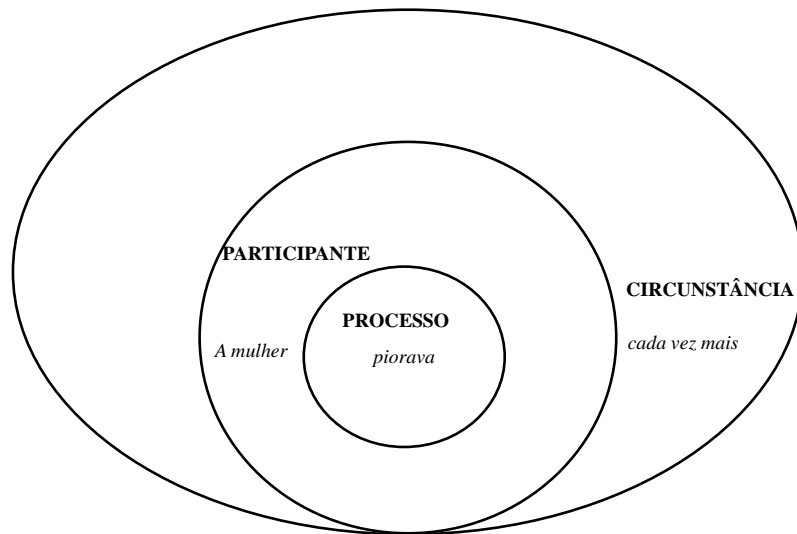 PARTICIPANTE
A mulher
PROCESSO
piorava
CIRCUNSTÂNCIA
cada vez mais